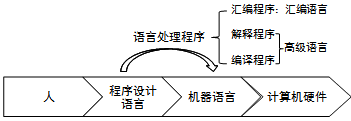 汇编程序：汇编语言
语言处理程序
解释程序
高级语言
编译程序
人
程序设计
语言
机器语言
计算机硬件